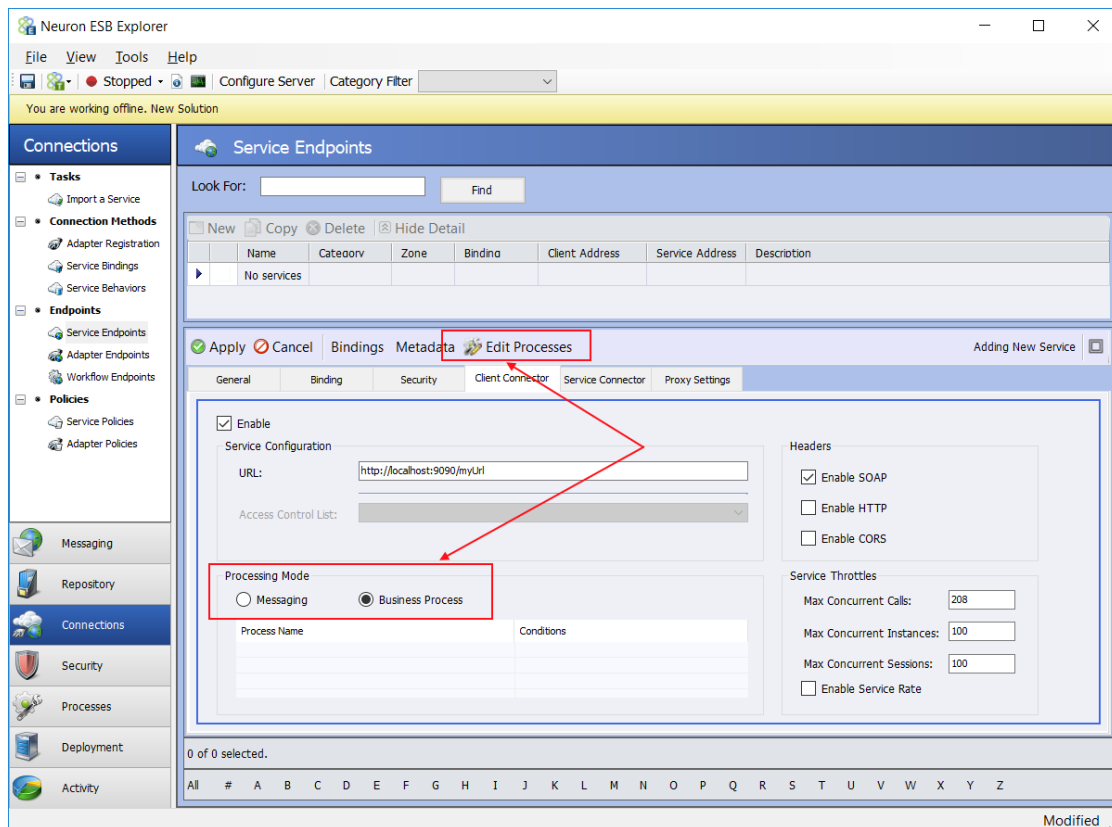 Neuron ESB Explorer
File View Tools Help
Stopped Configure Server Category Filter
You are working offline. New Solution
Connections
Tasks
Import a Service
Connection Methods
Adapter Registration
Service Bindings
Service Behaviors
Endpoints
Service Endpoints
Adapter Endpoints
Workflow Endpoints
Policies
Service Policies
Adapter Policies
Messaging
Repository
Connections
Security
Processes
Deployment
Activity
Service Endpoints
Look For: Find
New Copy Delete Hide Detail
Name Category Zone Binding Client Address Service Address Description
No services
Apply Cancel Bindings Metadata Edit Processes Adding New Service
General Binding Security Client Connector Service Connector Proxy Settings
Enable
Service Configuration
URL: http://localhost:9090/myUrl
Access Control List:
Headers
Enable SOAP
Enable HTTP
Enable CORS
Processing Mode
Messaging Business Process
Process Name Conditions
Service Throttles
Max Concurrent Calls: 208
Max Concurrent Instances: 100
Max Concurrent Sessions: 100
Enable Service Rate
0 of 0 selected.
All # A B C D E F G H I J K L M N O P Q R S T U V W X Y Z
Modified